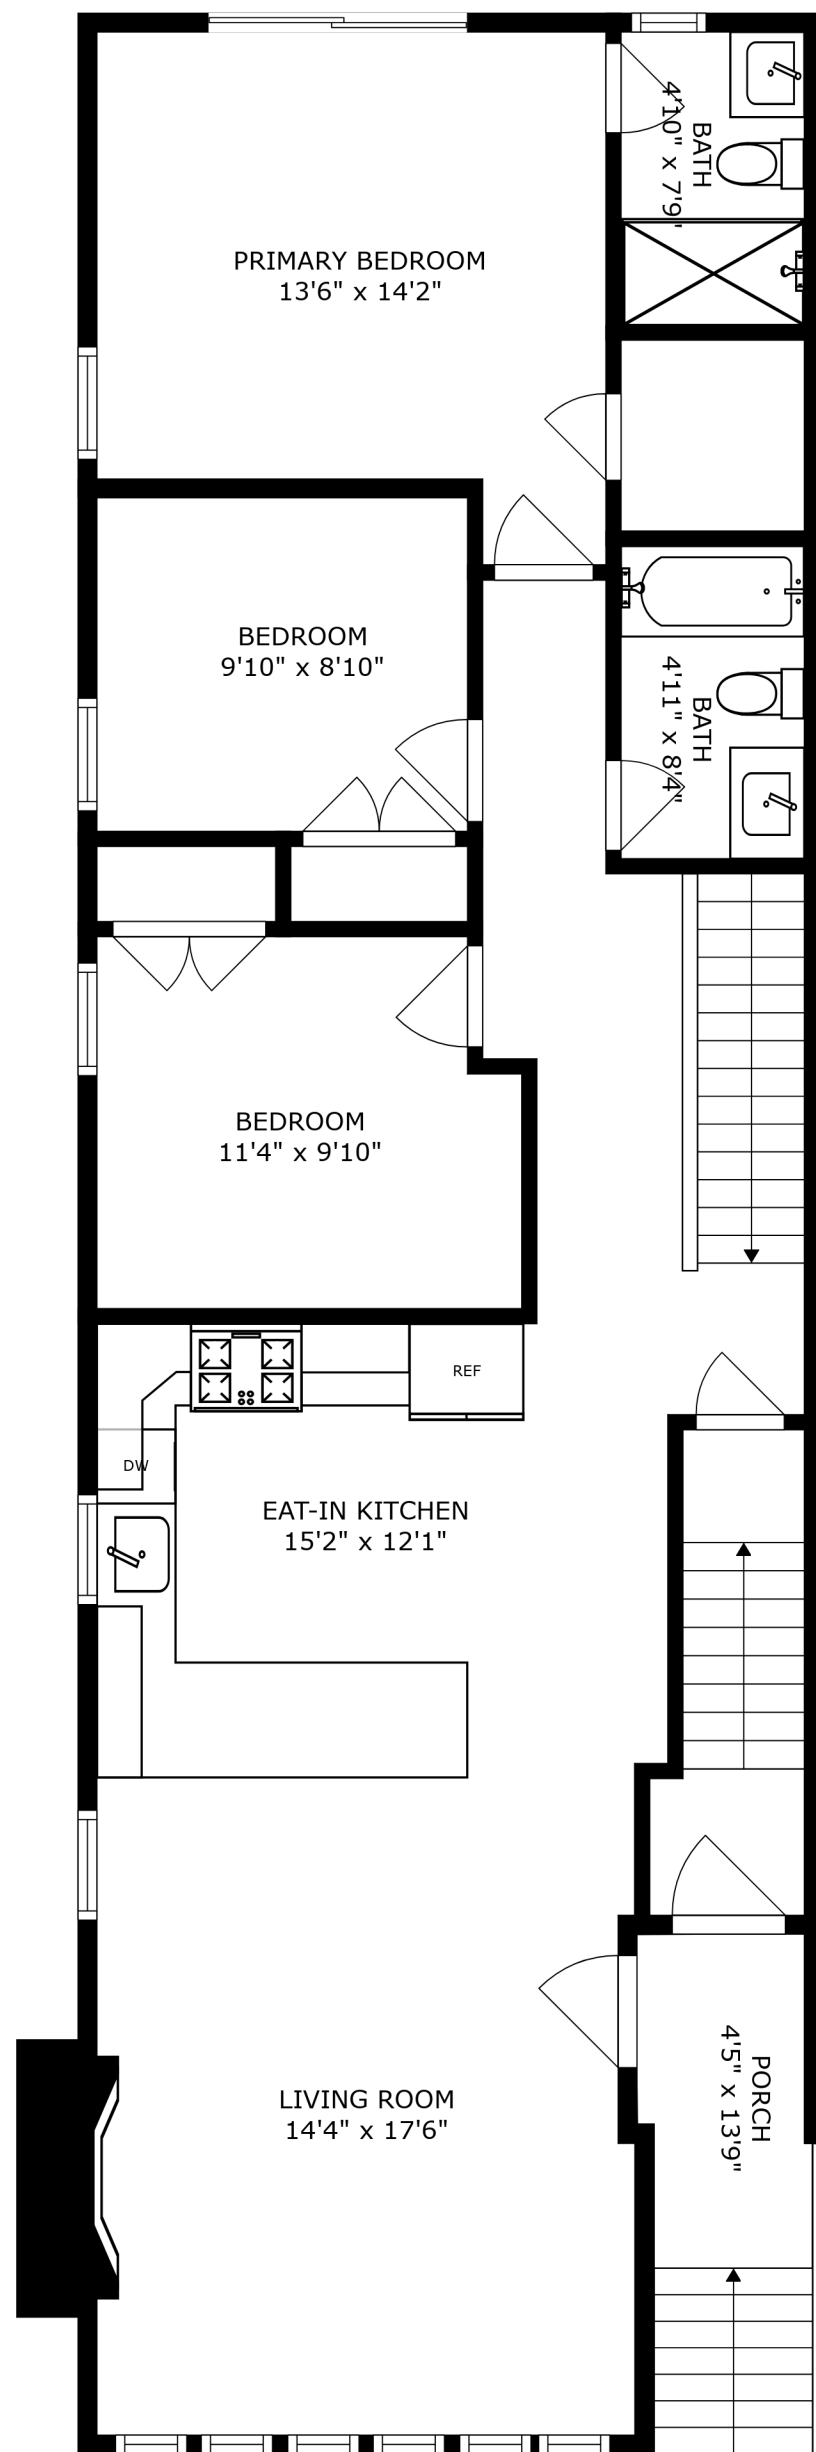 BATH
4'10" x 7'9"
PRIMARY BEDROOM
13'6" x 14'2"
BEDROOM
9'10" x 8'10"
BATH
4'11" x 8'4"
BEDROOM
11'4" x 9'10"
REF
DW
EAT-IN KITCHEN
15'2" x 12'1"
LIVING ROOM
14'4" x 17'6"
PORCH
4'5" x 13'9"